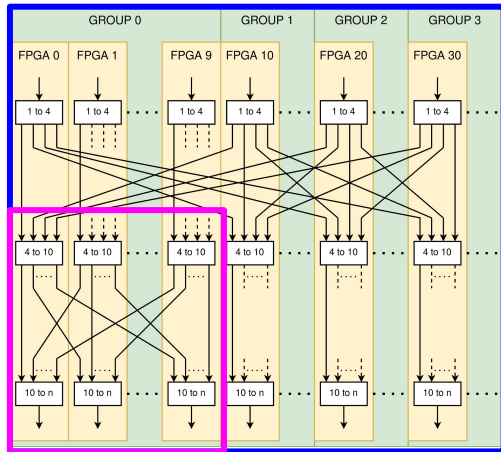 GROUP 0 GROUP 1 GROUP 2 GROUP 3
FPGA 0 FPGA 1 FPGA 9 FPGA 10 FPGA 20 FPGA 30
1 to 4 1 to 4 1 to 4 1 to 4 1 to 4 1 to 4
4 to 10 4 to 10 4 to 10 4 to 10 4 to 10 4 to 10
10 to n 10 to n 10 to n 10 to n 10 to n 10 to n